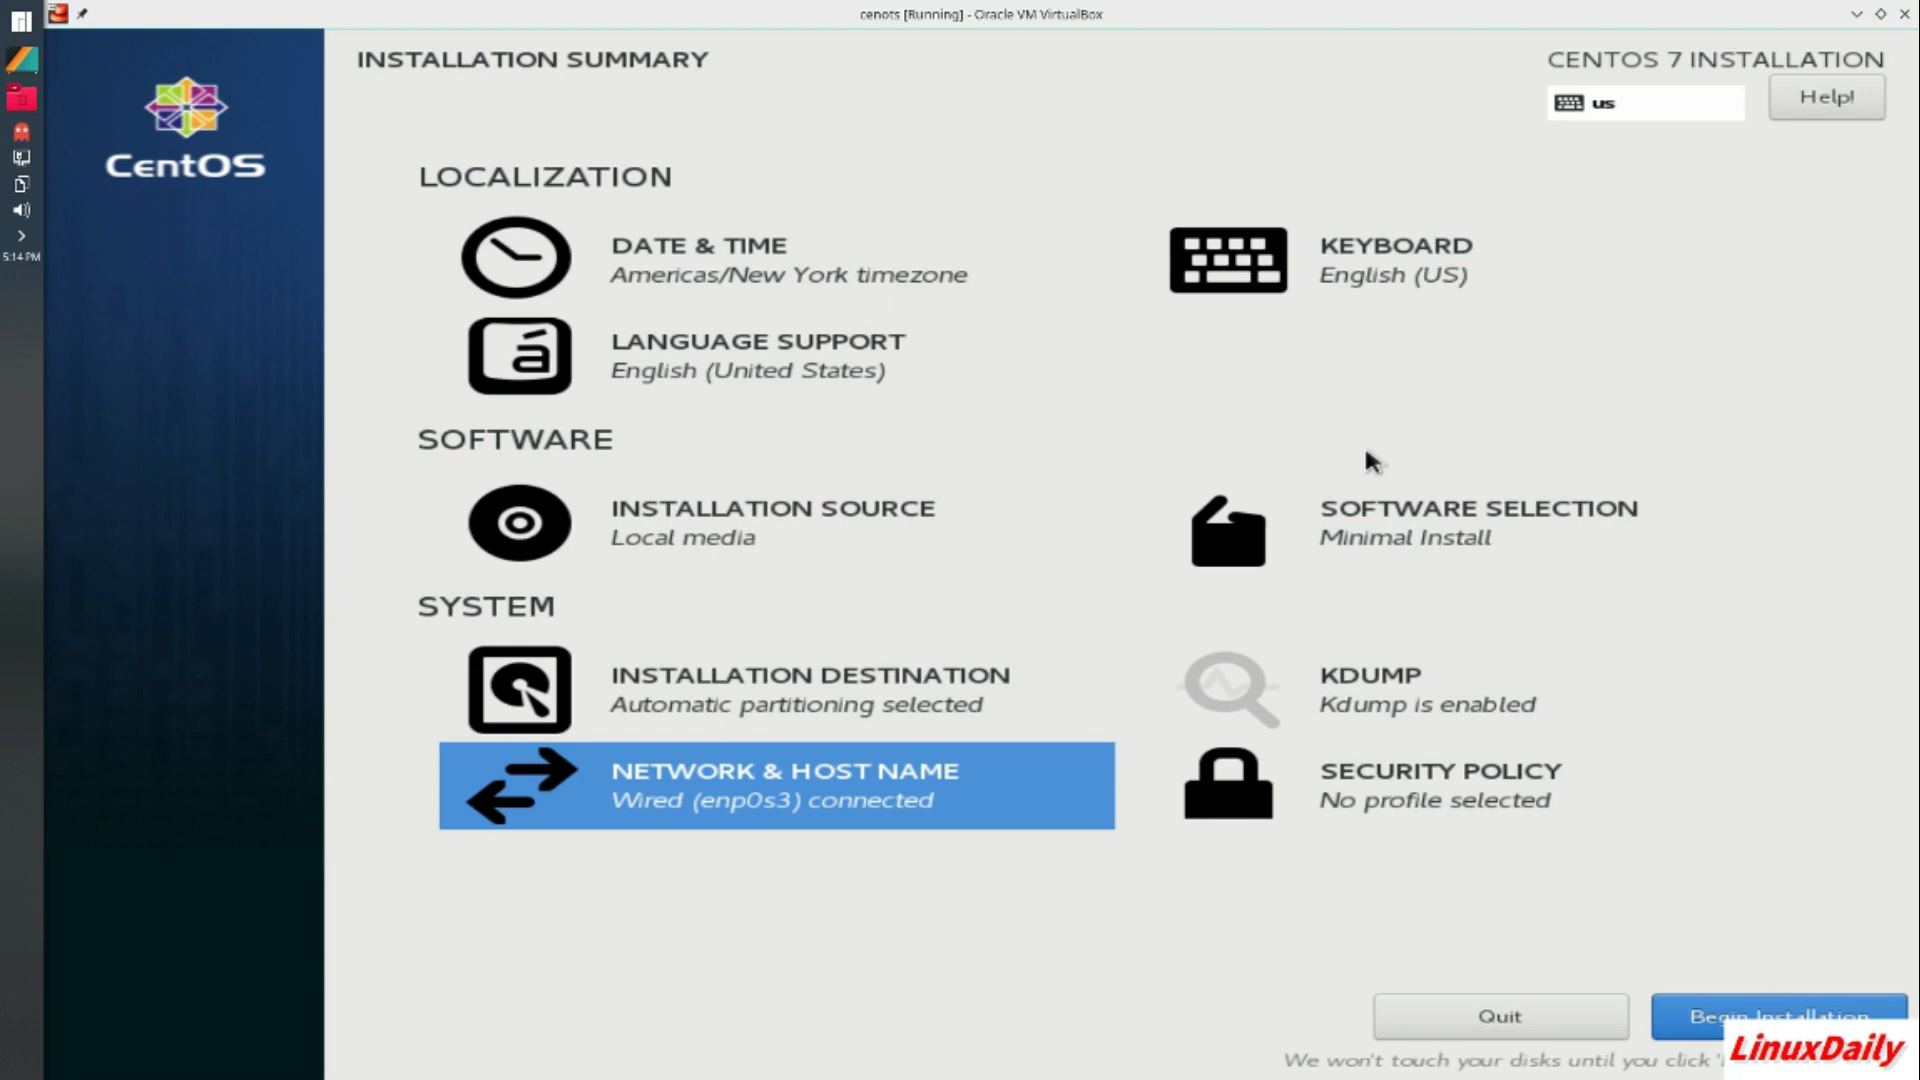 cenots [Running] - Oracle VM VirtualBox
5:14 PM
CentOS
INSTALLATION SUMMARY
CENTOS 7 INSTALLATION
us
Help!
LOCALIZATION
DATE & TIME
Americas/New York timezone
KEYBOARD
English (US)
á
LANGUAGE SUPPORT
English (United States)
SOFTWARE
INSTALLATION SOURCE
Local media
SOFTWARE SELECTION
Minimal Install
SYSTEM
INSTALLATION DESTINATION
Automatic partitioning selected
KDUMP
Kdump is enabled
NETWORK & HOST NAME
Wired (enp0s3) connected
SECURITY POLICY
No profile selected
Quit
Begin Installation
We won't touch your disks until you click '
LinuxDaily